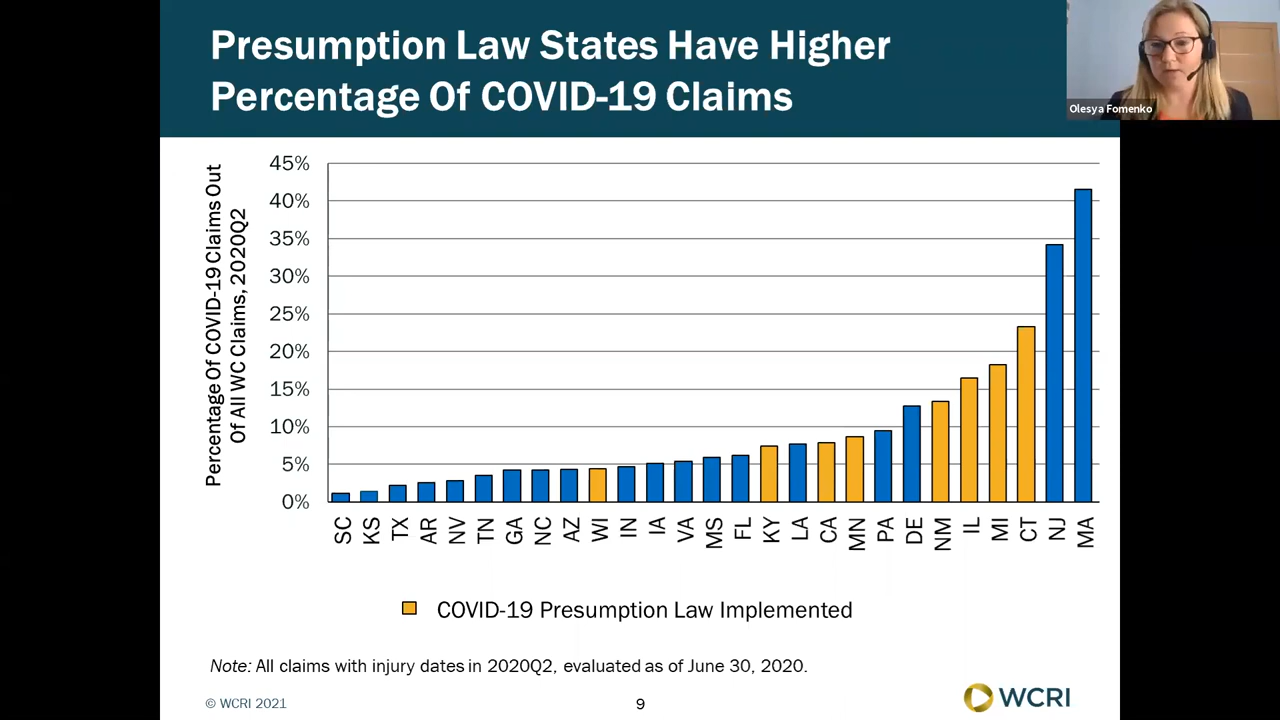 Presumption Law States Have Higher
Percentage Of COVID-19 Claims
Olesya Fomenko
Percentage Of COVID-19 Claims Out
Of All WC Claims, 2020Q2
45%
40%
35%
30%
25%
20%
15%
10%
5%
0%
SC KS TX AR NV TN GA NC AZ WI IN IA VA MS FL KY LA CA MN PA DE NM IL MI CT NJ MA
COVID-19 Presumption Law Implemented
Note: All claims with injury dates in 2020Q2, evaluated as of June 30, 2020.
© WCRI 2021
9
WCRI